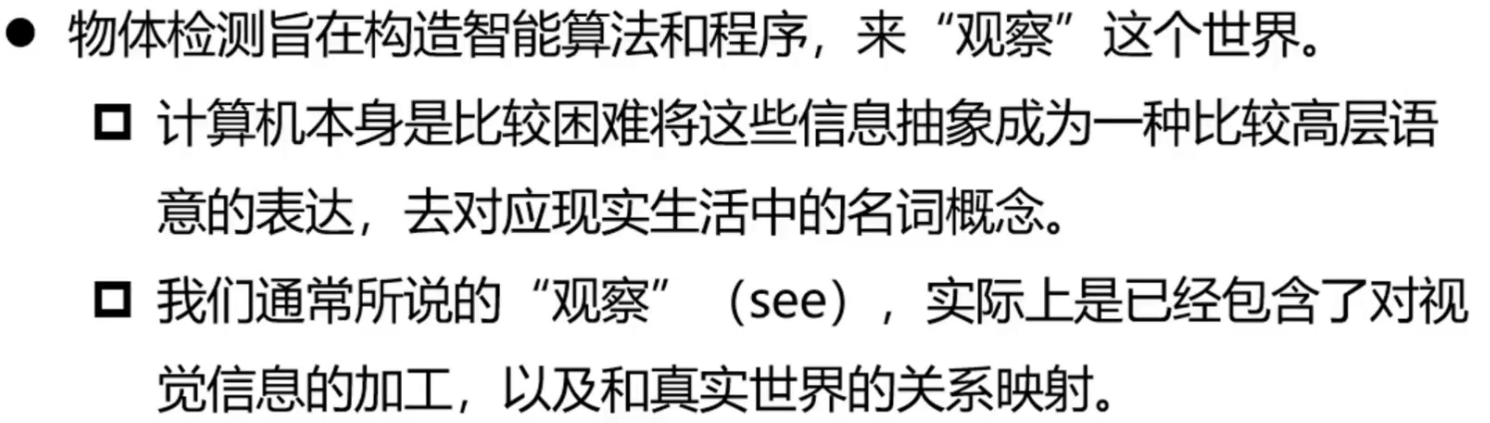 ● 物体检测旨在构造智能算法和程序，来“观察”这个世界。
计算机本身是比较困难将这些信息抽象成为一种比较高层语
意的表达，去对应现实生活中的名词概念。
我们通常所说的“观察”（see），实际上是已经包含了对视
觉信息的加工，以及和真实世界的关系映射。